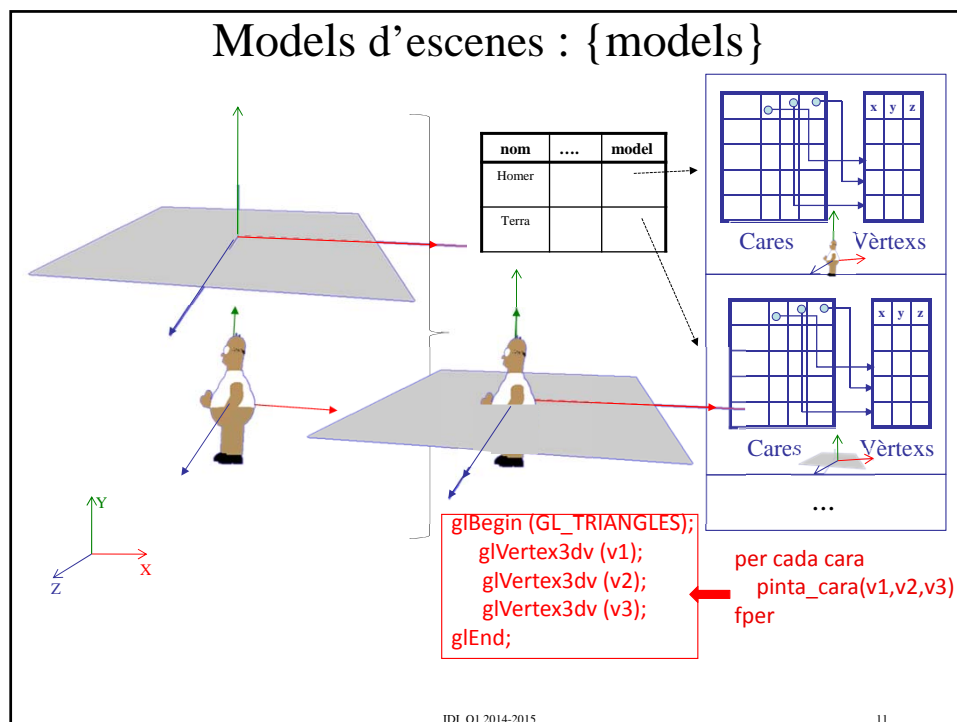 Models d’escenes : {models}
nom …. model
Homer
Terra
x y z
Cares Vèrtexs
x y z
Cares Vèrtexs
...
Y
X
Z
glBegin (GL_TRIANGLES);
glVertex3dv (v1);
glVertex3dv (v2);
glVertex3dv (v3);
glEnd;
per cada cara
pinta_cara(v1,v2,v3)
fper
IDI Q1 2014-2015 11